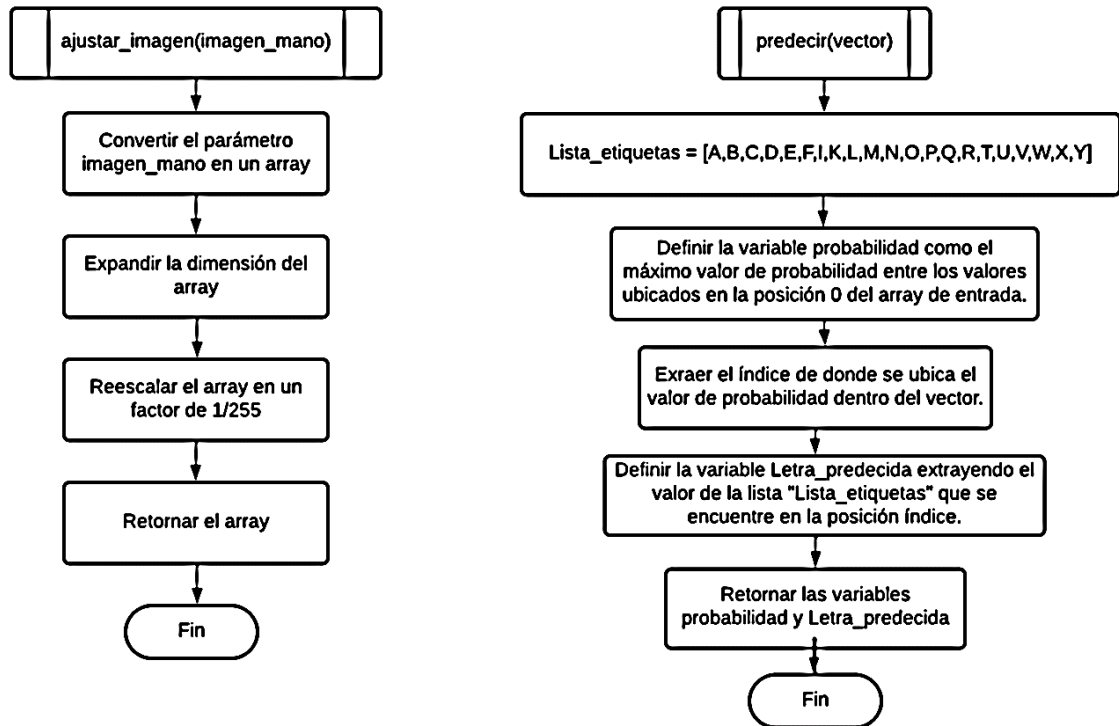 ajustar_imagen(imagen_mano)
Convertir el parámetro
imagen_mano en un array
Expandir la dimensión del
array
Reescalar el array en un
factor de 1/255
Retornar el array
Fin
predecir(vector)
Lista_etiquetas = [A,B,C,D,E,F,I,K,L,M,N,O,P,Q,R,T,U,V,W,X,Y]
Definir la variable probabilidad como el
máximo valor de probabilidad entre los valores
ubicados en la posición 0 del array de entrada.
Exraer el índice de donde se ubica el
valor de probabilidad dentro del vector.
Definir la variable Letra_predecida extrayendo el
valor de la lista "Lista_etiquetas" que se
encuentre en la posición índice.
Retornar las variables
probabilidad y Letra_predecida
Fin